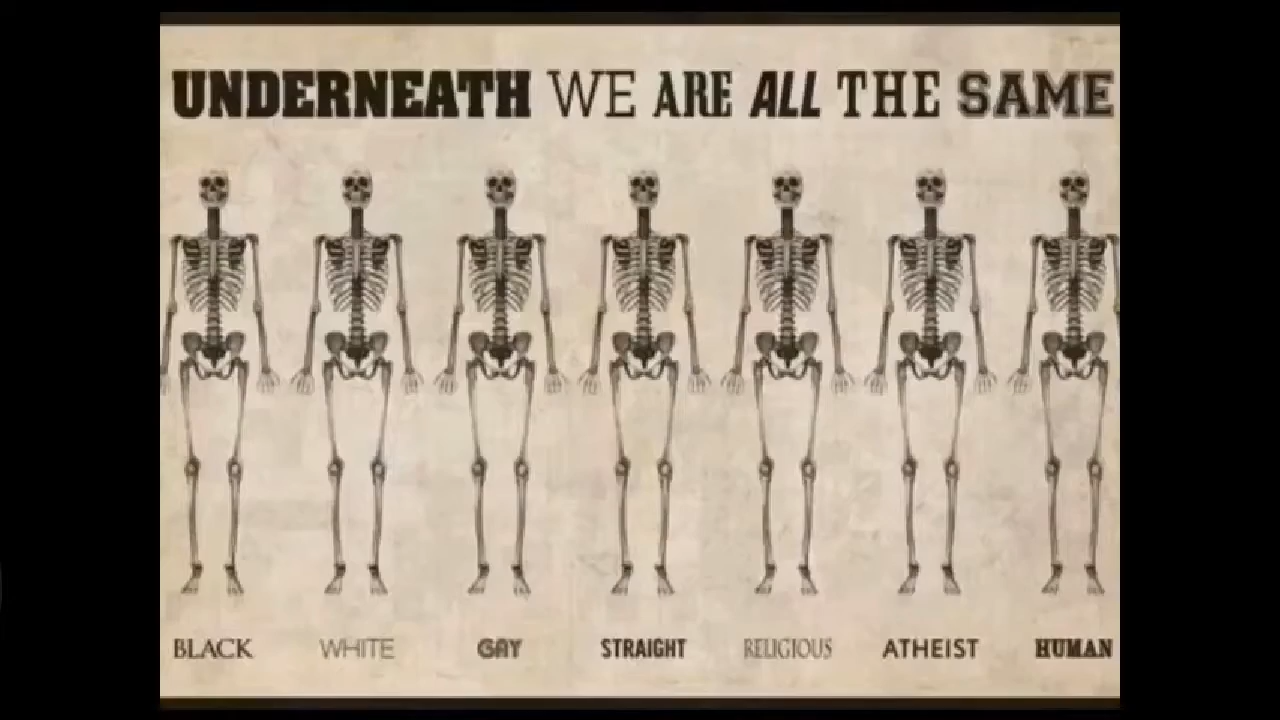 UNDERNEATH WE ARE ALL THE SAME
BLACK WHITE GAY STRAIGHT RELIGIOUS ATHEIST HUMAN